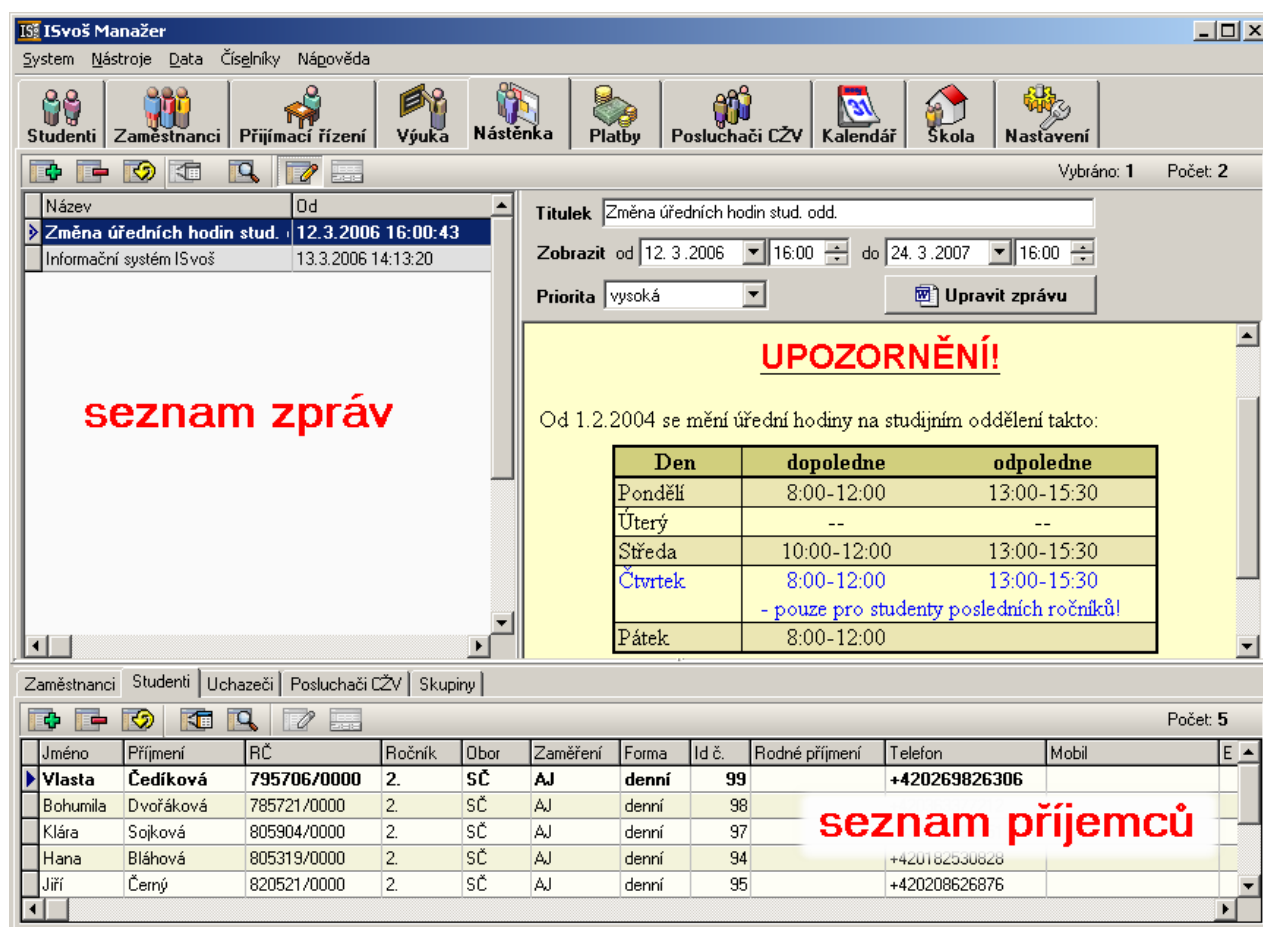 ISvoš Manažer
System Nástroje Data Číselníky Nápověda
Studenti Zaměstnanci Přijímací řízení Výuka Nástěnka Platby Posluchači CŽV Kalendář Škola Nastavení
Vybráno: 1 Počet: 2
Název Od
Změna úředních hodin stud. 12.3.2006 16:00:43
Informační systém ISvoš 13.3.2006 14:13:20
seznam zpráv
Titulek Změna úředních hodin stud. odd.
Zobrazit od 12. 3 .2006 16:00 do 24. 3 .2007 16:00
Priorita vysoká Upravit zprávu
UPOZORNĚNÍ!
Od 1.2.2004 se mění úřední hodiny na studijním oddělení takto:
Den dopoledne odpoledne
Pondělí 8:00-12:00 13:00-15:30
Úterý -- --
Středa 10:00-12:00 13:00-15:30
Čtvrtek 8:00-12:00 13:00-15:30
- pouze pro studenty posledních ročníků!
Pátek 8:00-12:00
Zaměstnanci Studenti Uchazeči Posluchači CŽV Skupiny
Počet: 5
Jméno Příjmení RČ Ročník Obor Zaměření Forma Id č. Rodné příjmení Telefon Mobil E
Vlasta Čedíková 795706/0000 2. SČ AJ denní 99 +420269826306
Bohumila Dvořáková 785721/0000 2. SČ AJ denní 98
Klára Sojková 805904/0000 2. SČ AJ denní 97
seznam příjemců
Hana Bláhová 805319/0000 2. SČ AJ denní 94 +420182530828
Jiří Černý 820521/0000 2. SČ AJ denní 95 +420208626876